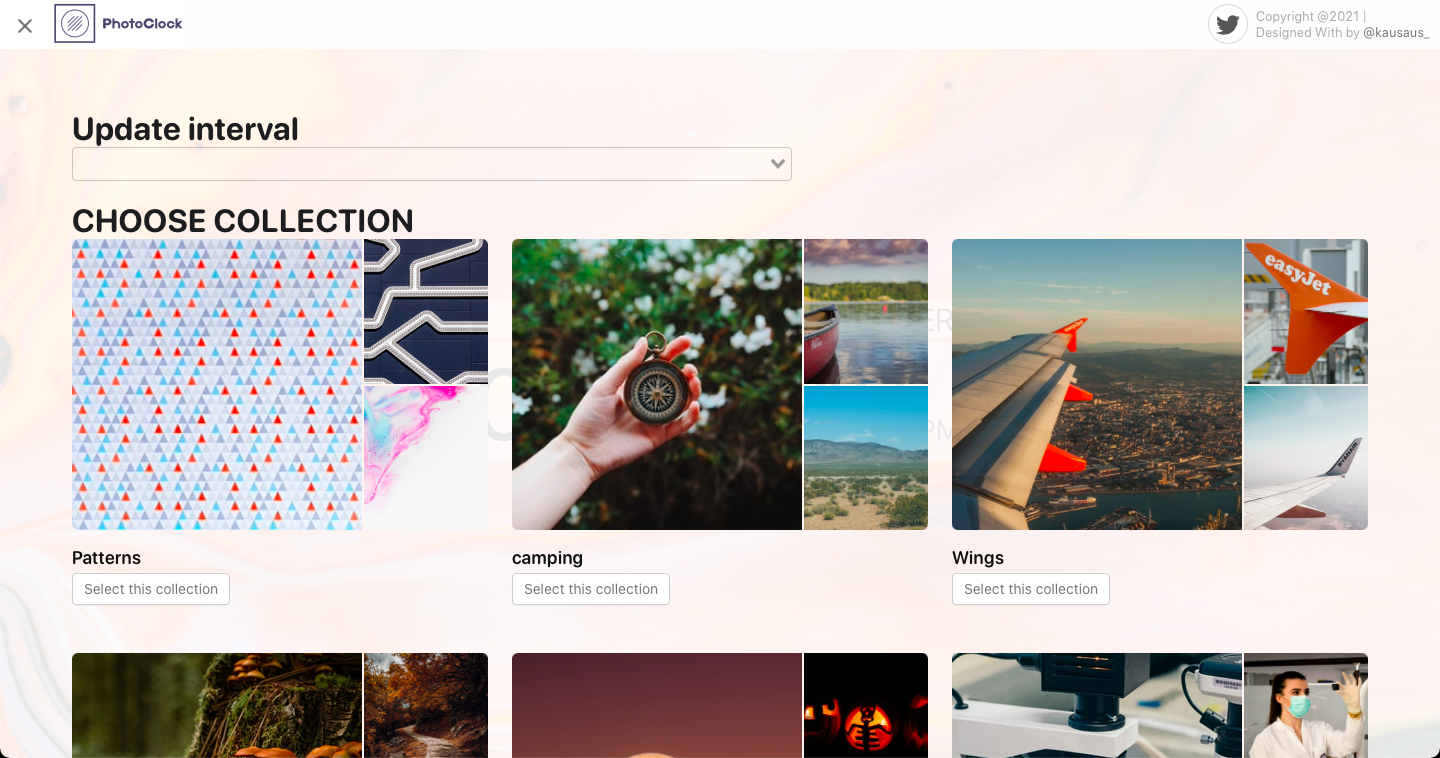 PhotoClock
Copyright @2021 |
Designed With by @kausaus_
Update interval
CHOOSE COLLECTION
easyJet
RYANAIR
Patterns
camping
Wings
Select this collection
Select this collection
Select this collection